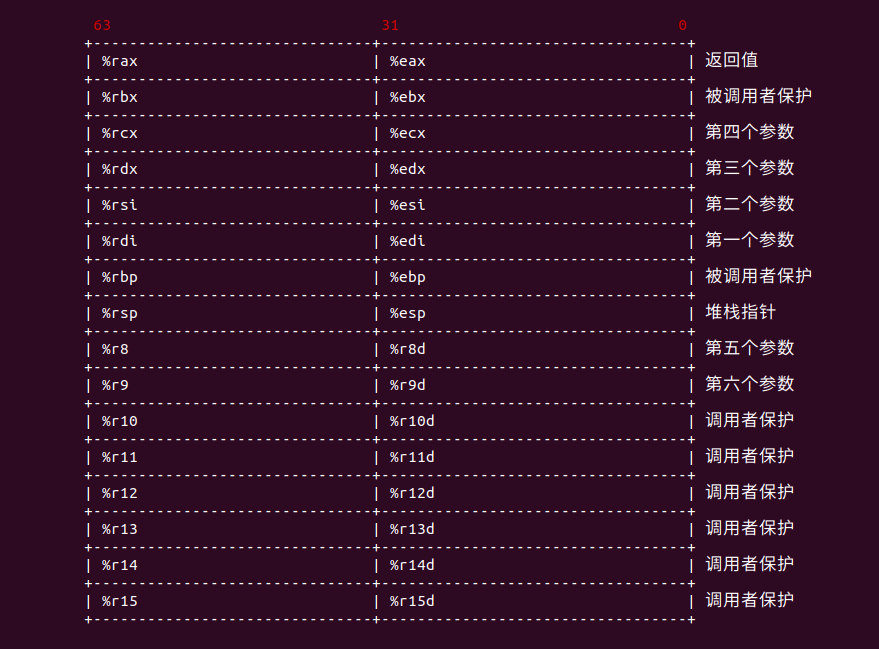 63 31 0
+-------------------------------+----------------------------------+
| %rax | %eax | 返回值
+-------------------------------+----------------------------------+
| %rbx | %ebx | 被调用者保护
+-------------------------------+----------------------------------+
| %rcx | %ecx | 第四个参数
+-------------------------------+----------------------------------+
| %rdx | %edx | 第三个参数
+-------------------------------+----------------------------------+
| %rsi | %esi | 第二个参数
+-------------------------------+----------------------------------+
| %rdi | %edi | 第一个参数
+-------------------------------+----------------------------------+
| %rbp | %ebp | 被调用者保护
+-------------------------------+----------------------------------+
| %rsp | %esp | 堆栈指针
+-------------------------------+----------------------------------+
| %r8 | %r8d | 第五个参数
+-------------------------------+----------------------------------+
| %r9 | %r9d | 第六个参数
+-------------------------------+----------------------------------+
| %r10 | %r10d | 调用者保护
+-------------------------------+----------------------------------+
| %r11 | %r11d | 调用者保护
+-------------------------------+----------------------------------+
| %r12 | %r12d | 调用者保护
+-------------------------------+----------------------------------+
| %r13 | %r13d | 调用者保护
+-------------------------------+----------------------------------+
| %r14 | %r14d | 调用者保护
+-------------------------------+----------------------------------+
| %r15 | %r15d | 调用者保护
+-------------------------------+----------------------------------+